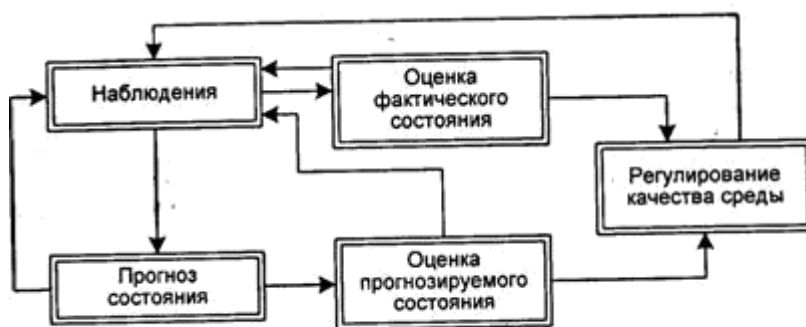 Наблюдения
Оценка
фактического
состояния
Регулирование
качества среды
Прогноз
состояния
Оценка
прогнозируемого
состояния